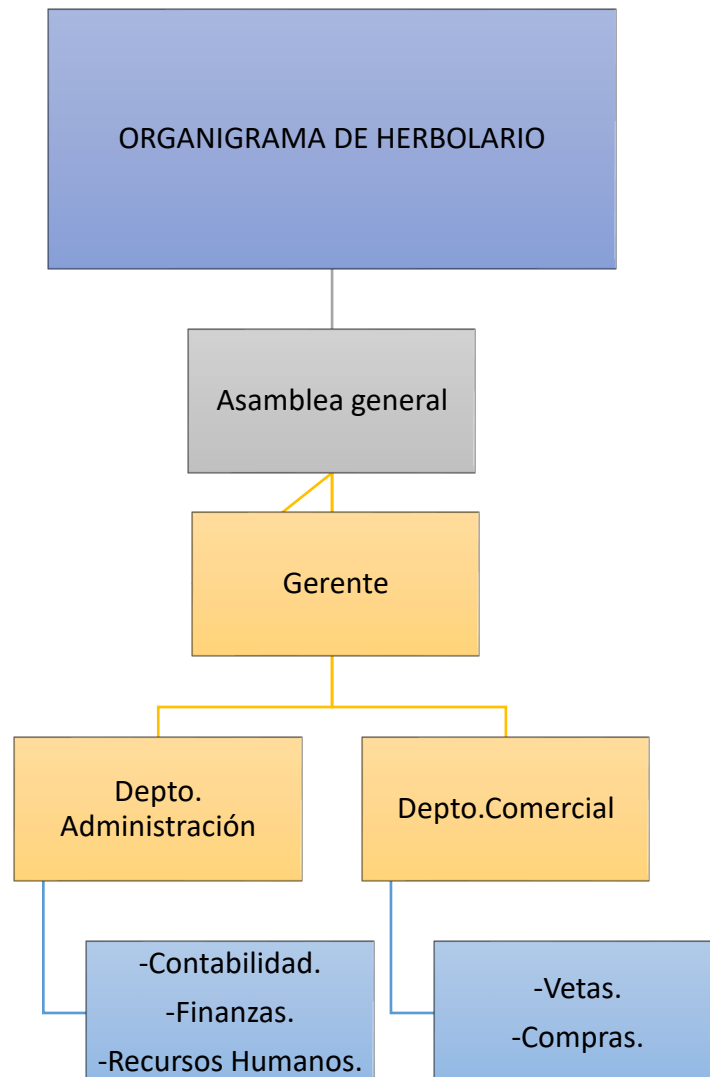 ORGANIGRAMA DE HERBOLARIO
Asamblea general
Gerente
Depto.
Administración
Depto.Comercial
-Contabilidad.
-Finanzas.
-Recursos Humanos.
-Vetas.
-Compras.